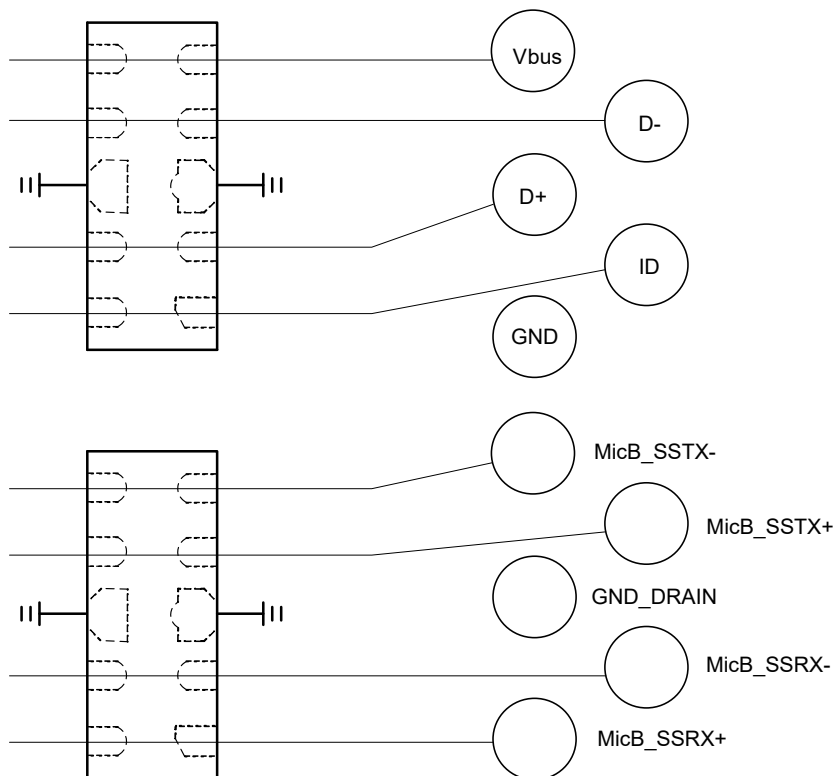 Vbus
D-
D+
ID
GND
MicB_SSTX-
MicB_SSTX+
GND_DRAIN
MicB_SSRX-
MicB_SSRX+